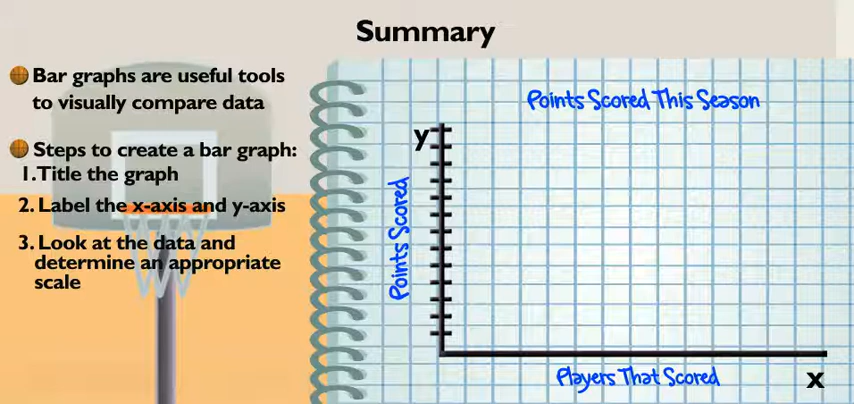 Summary
Bar graphs are useful tools
to visually compare data
Steps to create a bar graph:
1.Title the graph
2. Label the x-axis and y-axis
3. Look at the data and
determine an appropriate
scale
Points Scored This Season
y
Points Scored
Players That Scored
x